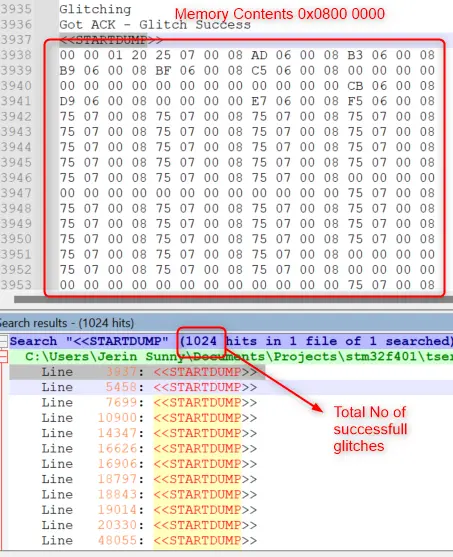 Memory Contents 0x0800 0000
3935 Glitching
3936 Got ACK - Glitch Success
3937 <<STARTDUMP>>
3938 00 00 01 20 25 07 00 08 AD 06 00 08 B3 06 00 08
3939 B9 06 00 08 BF 06 00 08 C5 06 00 08 00 00 00 00
3940 00 00 00 00 00 00 00 00 00 00 00 00 CB 06 00 08
3941 D9 06 00 08 00 00 00 00 E7 06 00 08 F5 06 00 08
3942 75 07 00 08 75 07 00 08 75 07 00 08 75 07 00 08
3943 75 07 00 08 75 07 00 08 75 07 00 08 75 07 00 08
3944 75 07 00 08 75 07 00 08 75 07 00 08 75 07 00 08
3945 75 07 00 08 75 07 00 08 75 07 00 08 75 07 00 08
3946 75 07 00 08 75 07 00 08 75 07 00 08 00 00 00 00
3947 00 00 00 00 00 00 00 00 00 00 00 00 75 07 00 08
3948 75 07 00 08 75 07 00 08 75 07 00 08 75 07 00 08
3949 75 07 00 08 75 07 00 08 75 07 00 08 75 07 00 08
3950 75 07 00 08 75 07 00 08 75 07 00 08 75 07 00 08
3951 75 07 00 08 75 07 00 08 75 07 00 08 00 00 00 00
3952 75 07 00 08 75 07 00 08 75 07 00 08 00 00 00 00
3953 00 00 00 00 00 00 00 00 00 00 00 00 75 07 00 08
Search results - (1024 hits)
Search "<<STARTDUMP" (1024 hits in 1 file of 1 searched)
C:\Users\Jerin Sunny\Documents\Projects\stm32f401\tser
Line 3937: <<STARTDUMP>>
Line 5458: <<STARTDUMP>>
Line 7699: <<STARTDUMP>>
Line 10900: <<STARTDUMP>>
Line 14347: <<STARTDUMP>>
Line 16626: <<STARTDUMP>>
Line 16906: <<STARTDUMP>>
Line 18797: <<STARTDUMP>>
Line 18843: <<STARTDUMP>>
Line 19014: <<STARTDUMP>>
Line 20330: <<STARTDUMP>>
Line 48055: <<STARTDUMP>>
Total No of
successfull
glitches